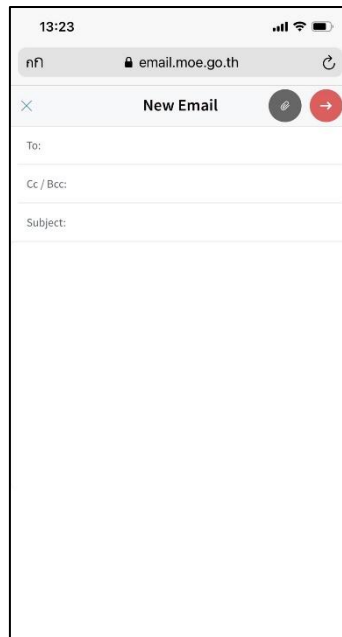 13:23
กก email.moe.go.th
New Email
To:
Cc / Bcc:
Subject: